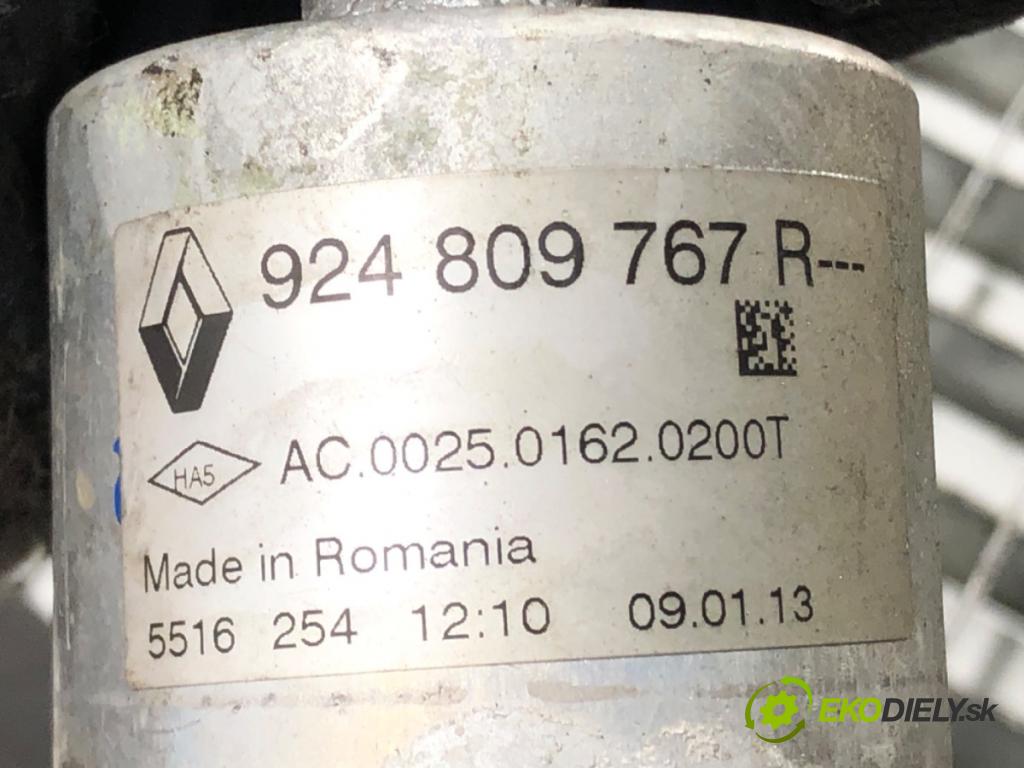 924 809 767 R---
HA5 AC.0025.0162.0200T
Made in Romania
5516 254 12:10 09.01.13
EKODIELY.sk